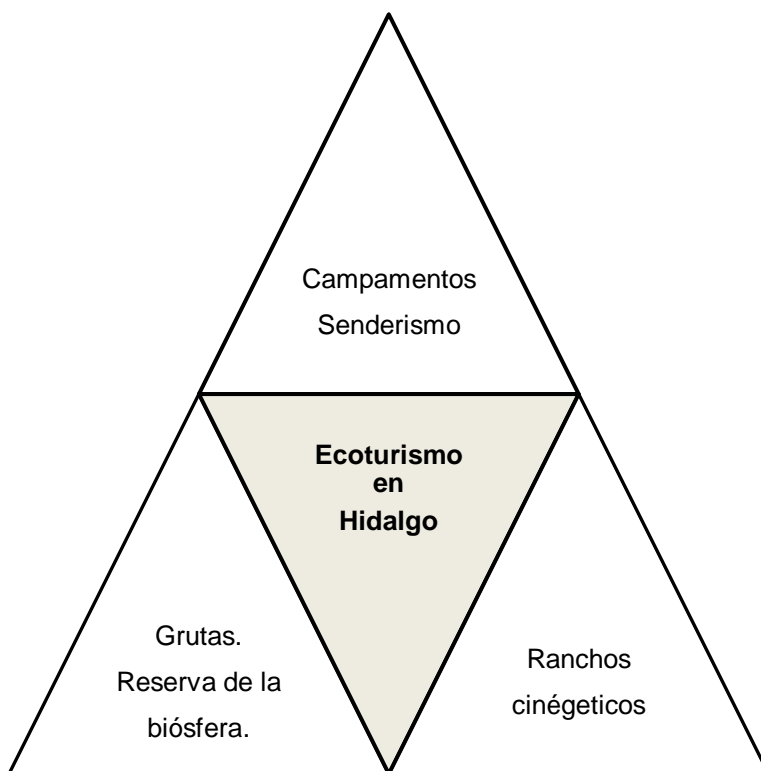 Campamentos
Senderismo
Ecoturismo
en
Hidalgo
Grutas.
Reserva de la
biósfera.
Ranchos
cinégeticos